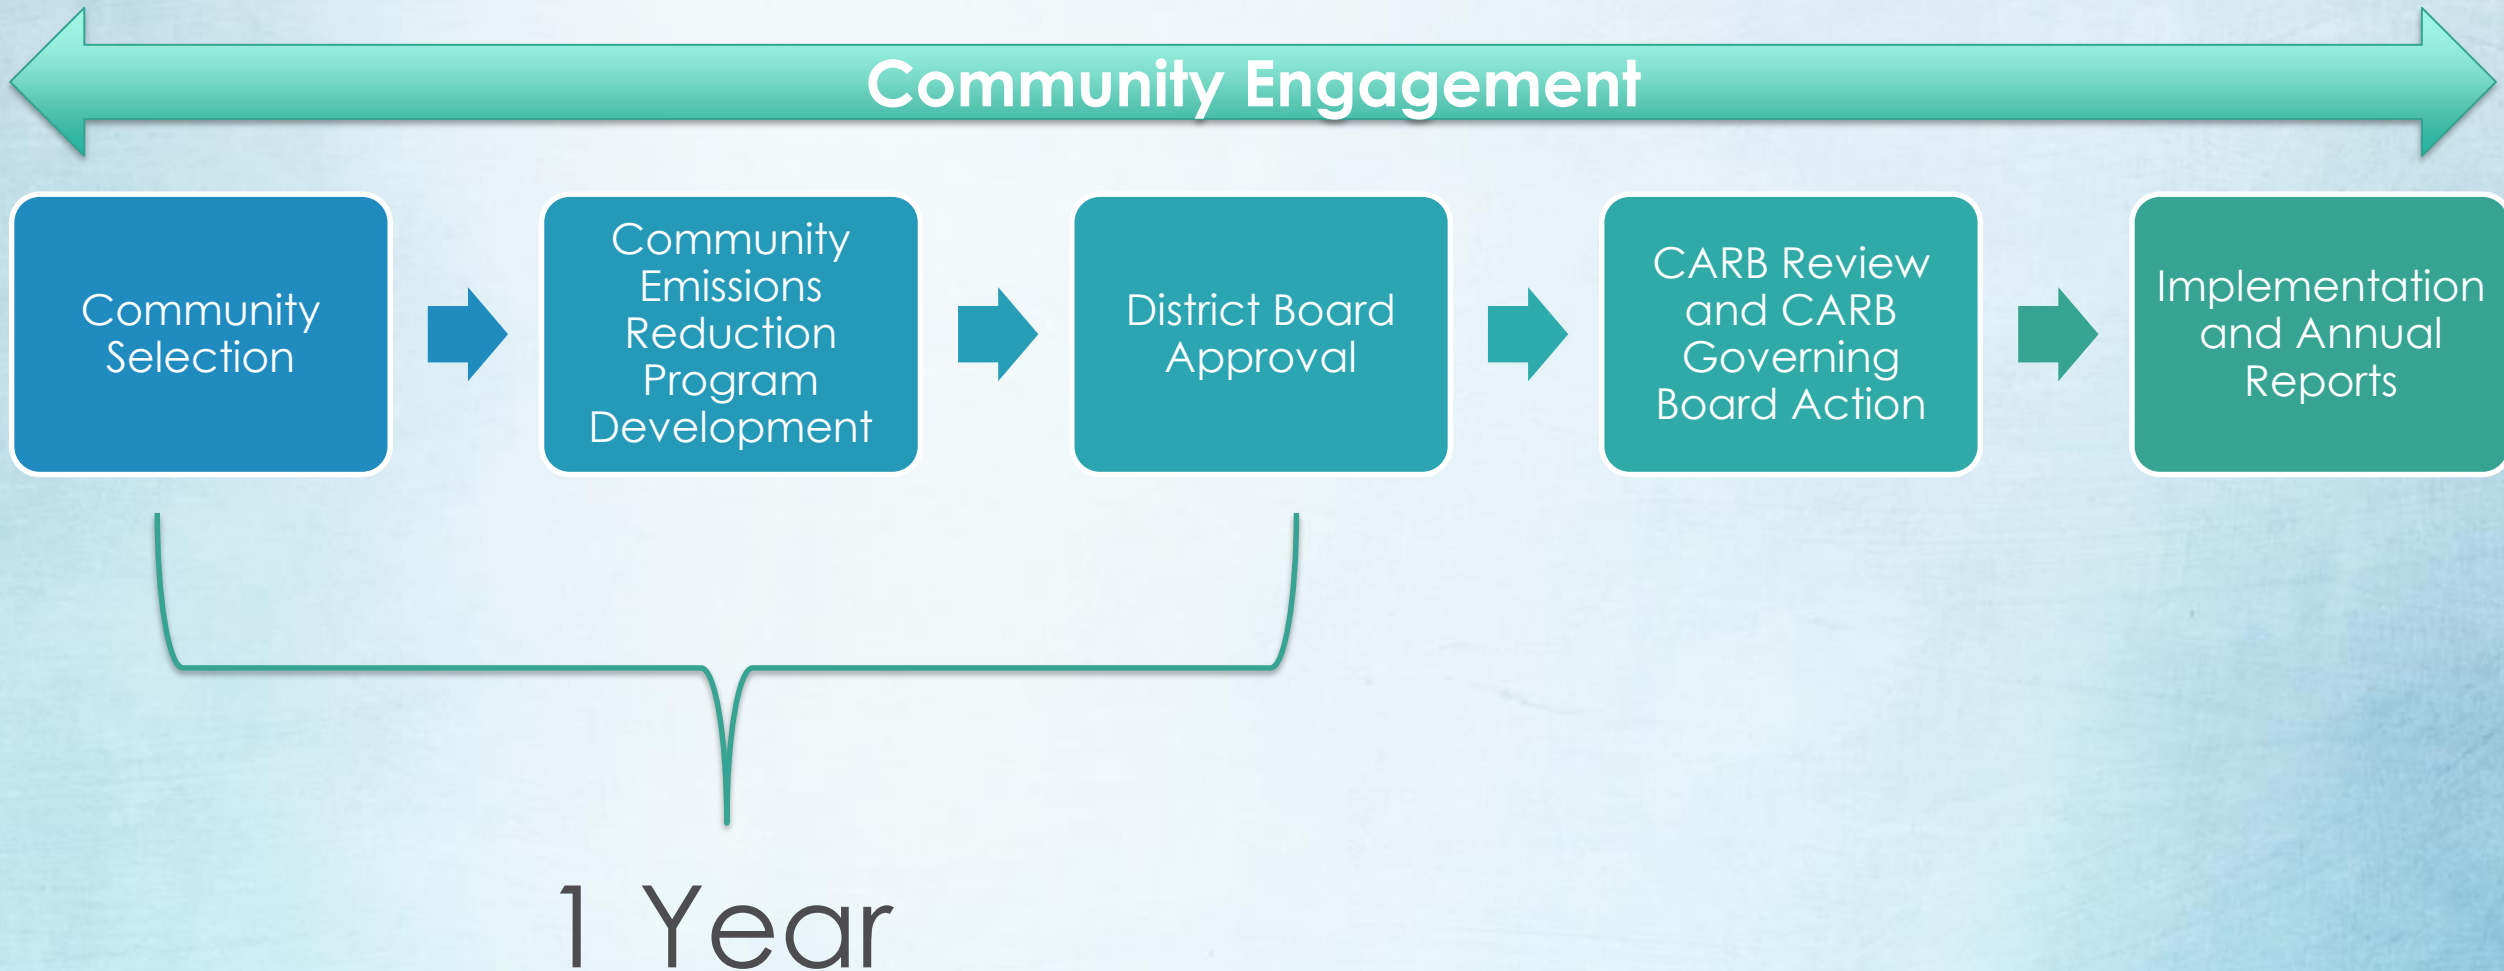 Community Engagement
Community
Selection
Community
Emissions
Reduction
Program
Development
District Board
Approval
CARB Review
and CARB
Governing
Board Action
Implementation
and Annual
Reports
1 Year